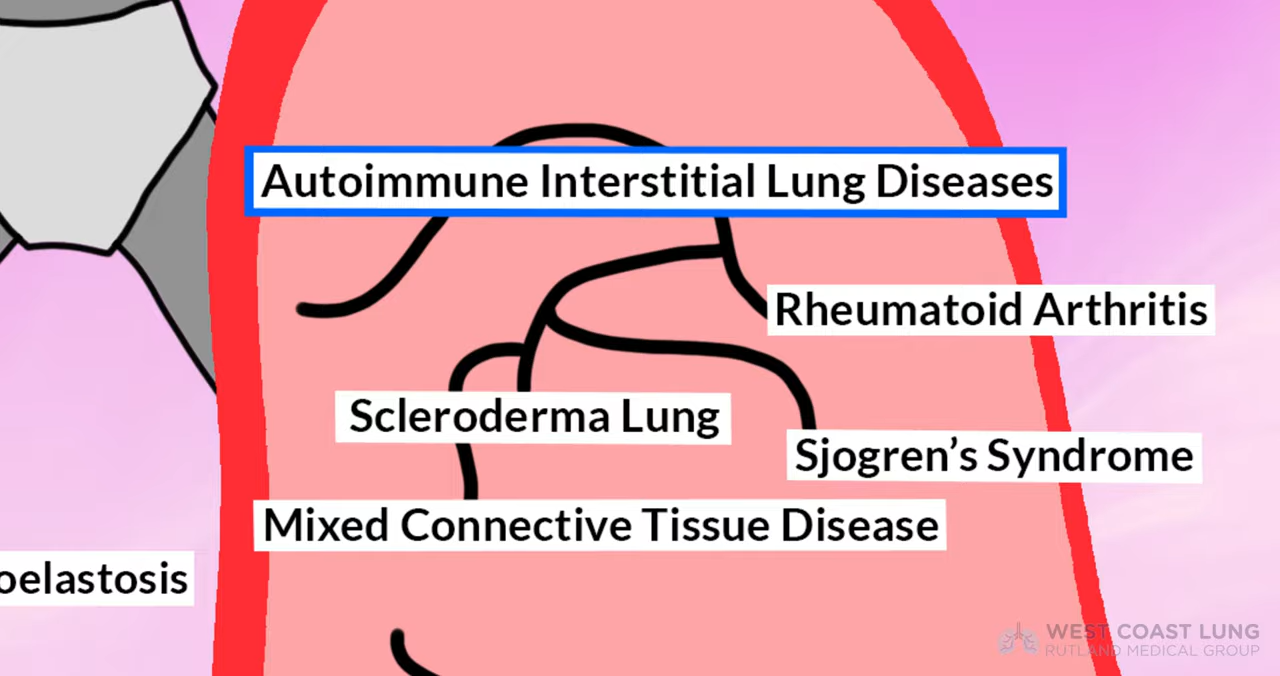 Autoimmune Interstitial Lung Diseases
Rheumatoid Arthritis
Scleroderma Lung
Sjogren’s Syndrome
Mixed Connective Tissue Disease
oelastosis
WEST COAST LUNG
RUTLAND MEDICAL GROUP